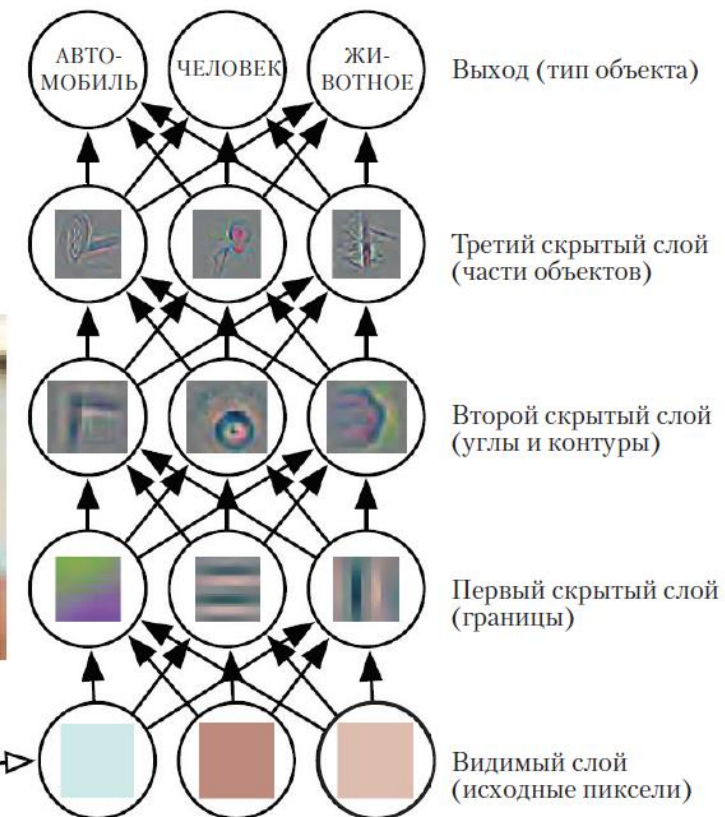 АВТО-
МОБИЛЬ
ЧЕЛОВЕК
ЖИ-
ВОТНОЕ
Выход (тип объекта)
Третий скрытый слой
(части объектов)
Второй скрытый слой
(углы и контуры)
Первый скрытый слой
(границы)
Видимый слой
(исходные пиксели)